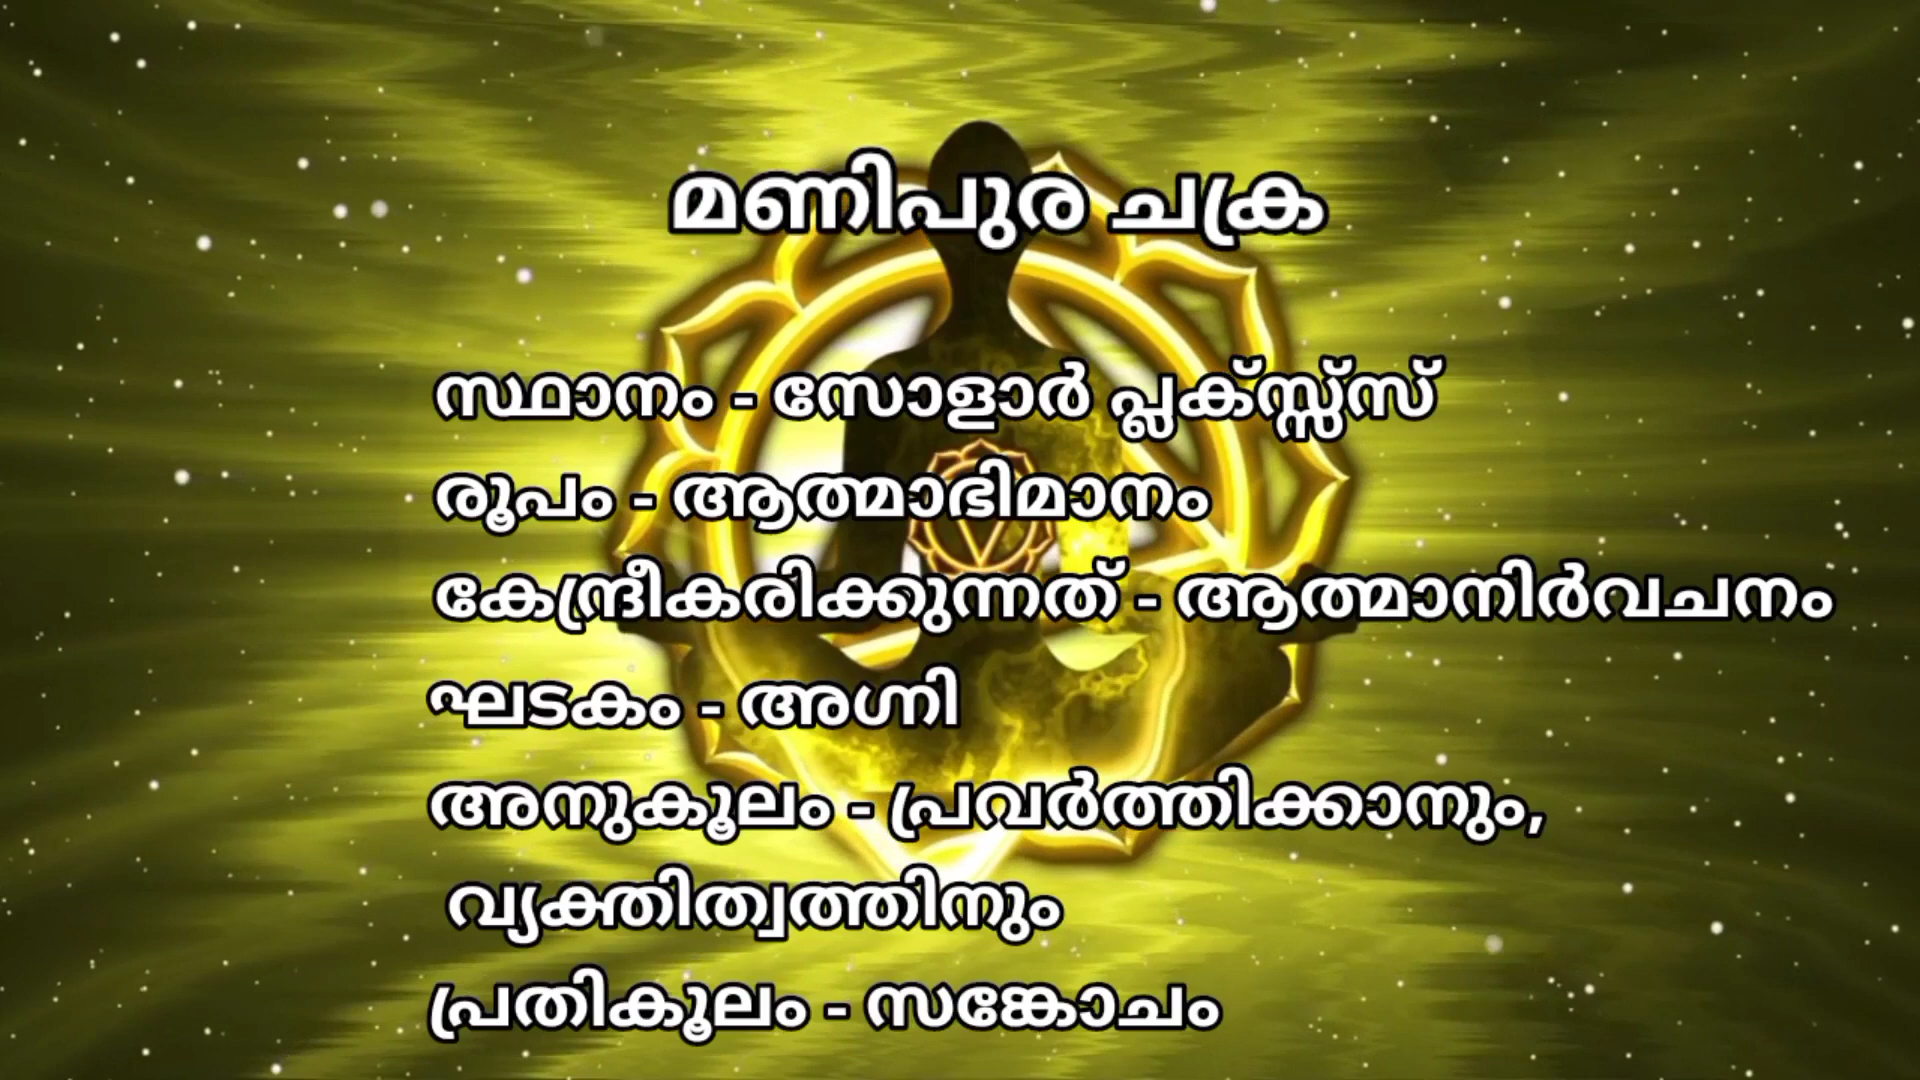 മണിപുര ചക്ര
സ്ഥാനം - സോളാർ പ്ലക്സ്സ്സ്
രൂപം - ആത്മാഭിമാനം
കേന്ദ്രീകരിക്കുന്നത് - ആത്മാനിർവചനം
ഘടകം - അഗ്നി
അനുകൂലം - പ്രവർത്തിക്കാനും,
വ്യക്തിത്വത്തിനും
പ്രതികൂലം - സങ്കോചം